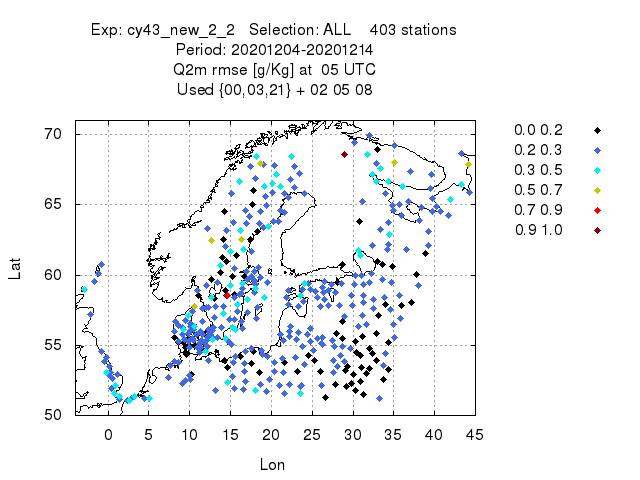 Exp: cy43_new_2_2   Selection: ALL    403 stations
Period: 20201204-20201214
Q2m rmse [g/Kg] at  05 UTC
Used {00,03,21} + 02 05 08
70
65
60
55
50
Lat
0 5 10 15 20 25 30 35 40 45
Lon
0.0 0.2
0.2 0.3
0.3 0.5
0.5 0.7
0.7 0.9
0.9 1.0